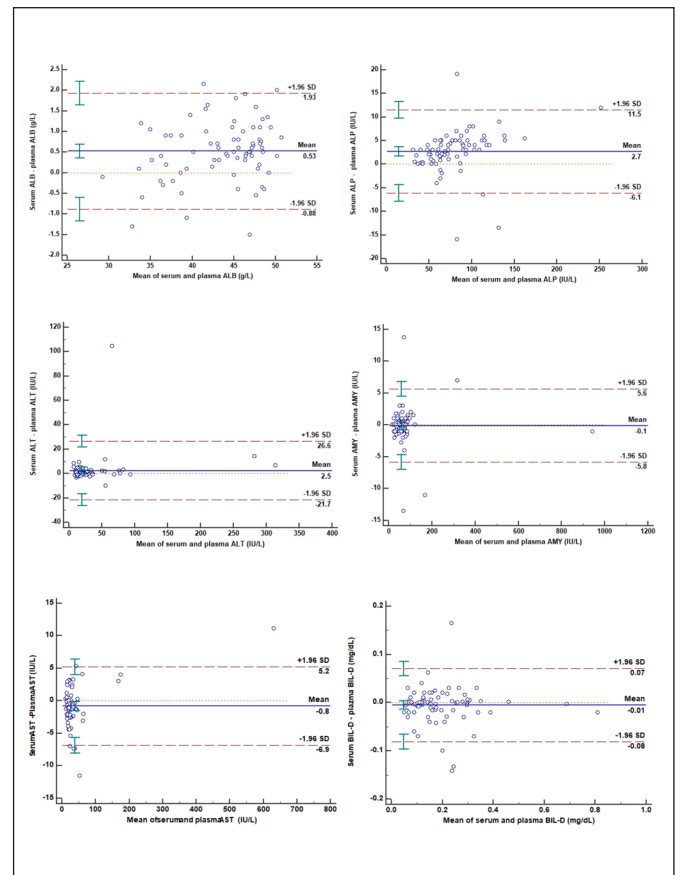 Serum ALB - plasma ALB (g/L)
2.5
2.0
1.5
1.0
0.5
0.0
-0.5
-1.0
-1.5
-2.0
+1.96 SD
1.93
Mean
0.53
-1.96 SD
-0.88
25 30 35 40 45 50 55
Mean of serum and plasma ALB (g/L)
Serum ALP - plasma ALP (IU/L)
20
15
10
5
0
-5
-10
-15
-20
+1.96 SD
11.5
Mean
2.7
-1.96 SD
-6.1
0 50 100 150 200 250 300
Mean of serum and plasma ALP (IU/L)
Serum ALT - plasma ALT (IU/L)
120
100
80
60
40
20
0
-20
-40
+1.96 SD
26.6
Mean
2.5
-1.96 SD
-21.7
0 50 100 150 200 250 300 350 400
Mean of serum and plasma ALT (IU/L)
Serum AMY - plasma AMY (IU/L)
15
10
5
0
-5
-10
-15
+1.96 SD
5.6
Mean
-0.1
-1.96 SD
-5.8
0 200 400 600 800 1000 1200
Mean of serum and plasma AMY (IU/L)
SerumAST -PlasmaAST(IU/L)
15
10
5
0
-5
-10
-15
+1.96 SD
5.2
Mean
-0.8
-1.96 SD
-6.9
0 100 200 300 400 500 600 700 800
Mean ofserumand plasmaAST (IU/L)
Serum BIL-D - plasma BIL-D (mg/dL)
0.2
0.1
0.0
-0.1
-0.2
+1.96 SD
0.07
Mean
-0.01
-1.96 SD
-0.08
0.0 0.2 0.4 0.6 0.8 1.0
Mean of serum and plasma BIL-D (mg/dL)